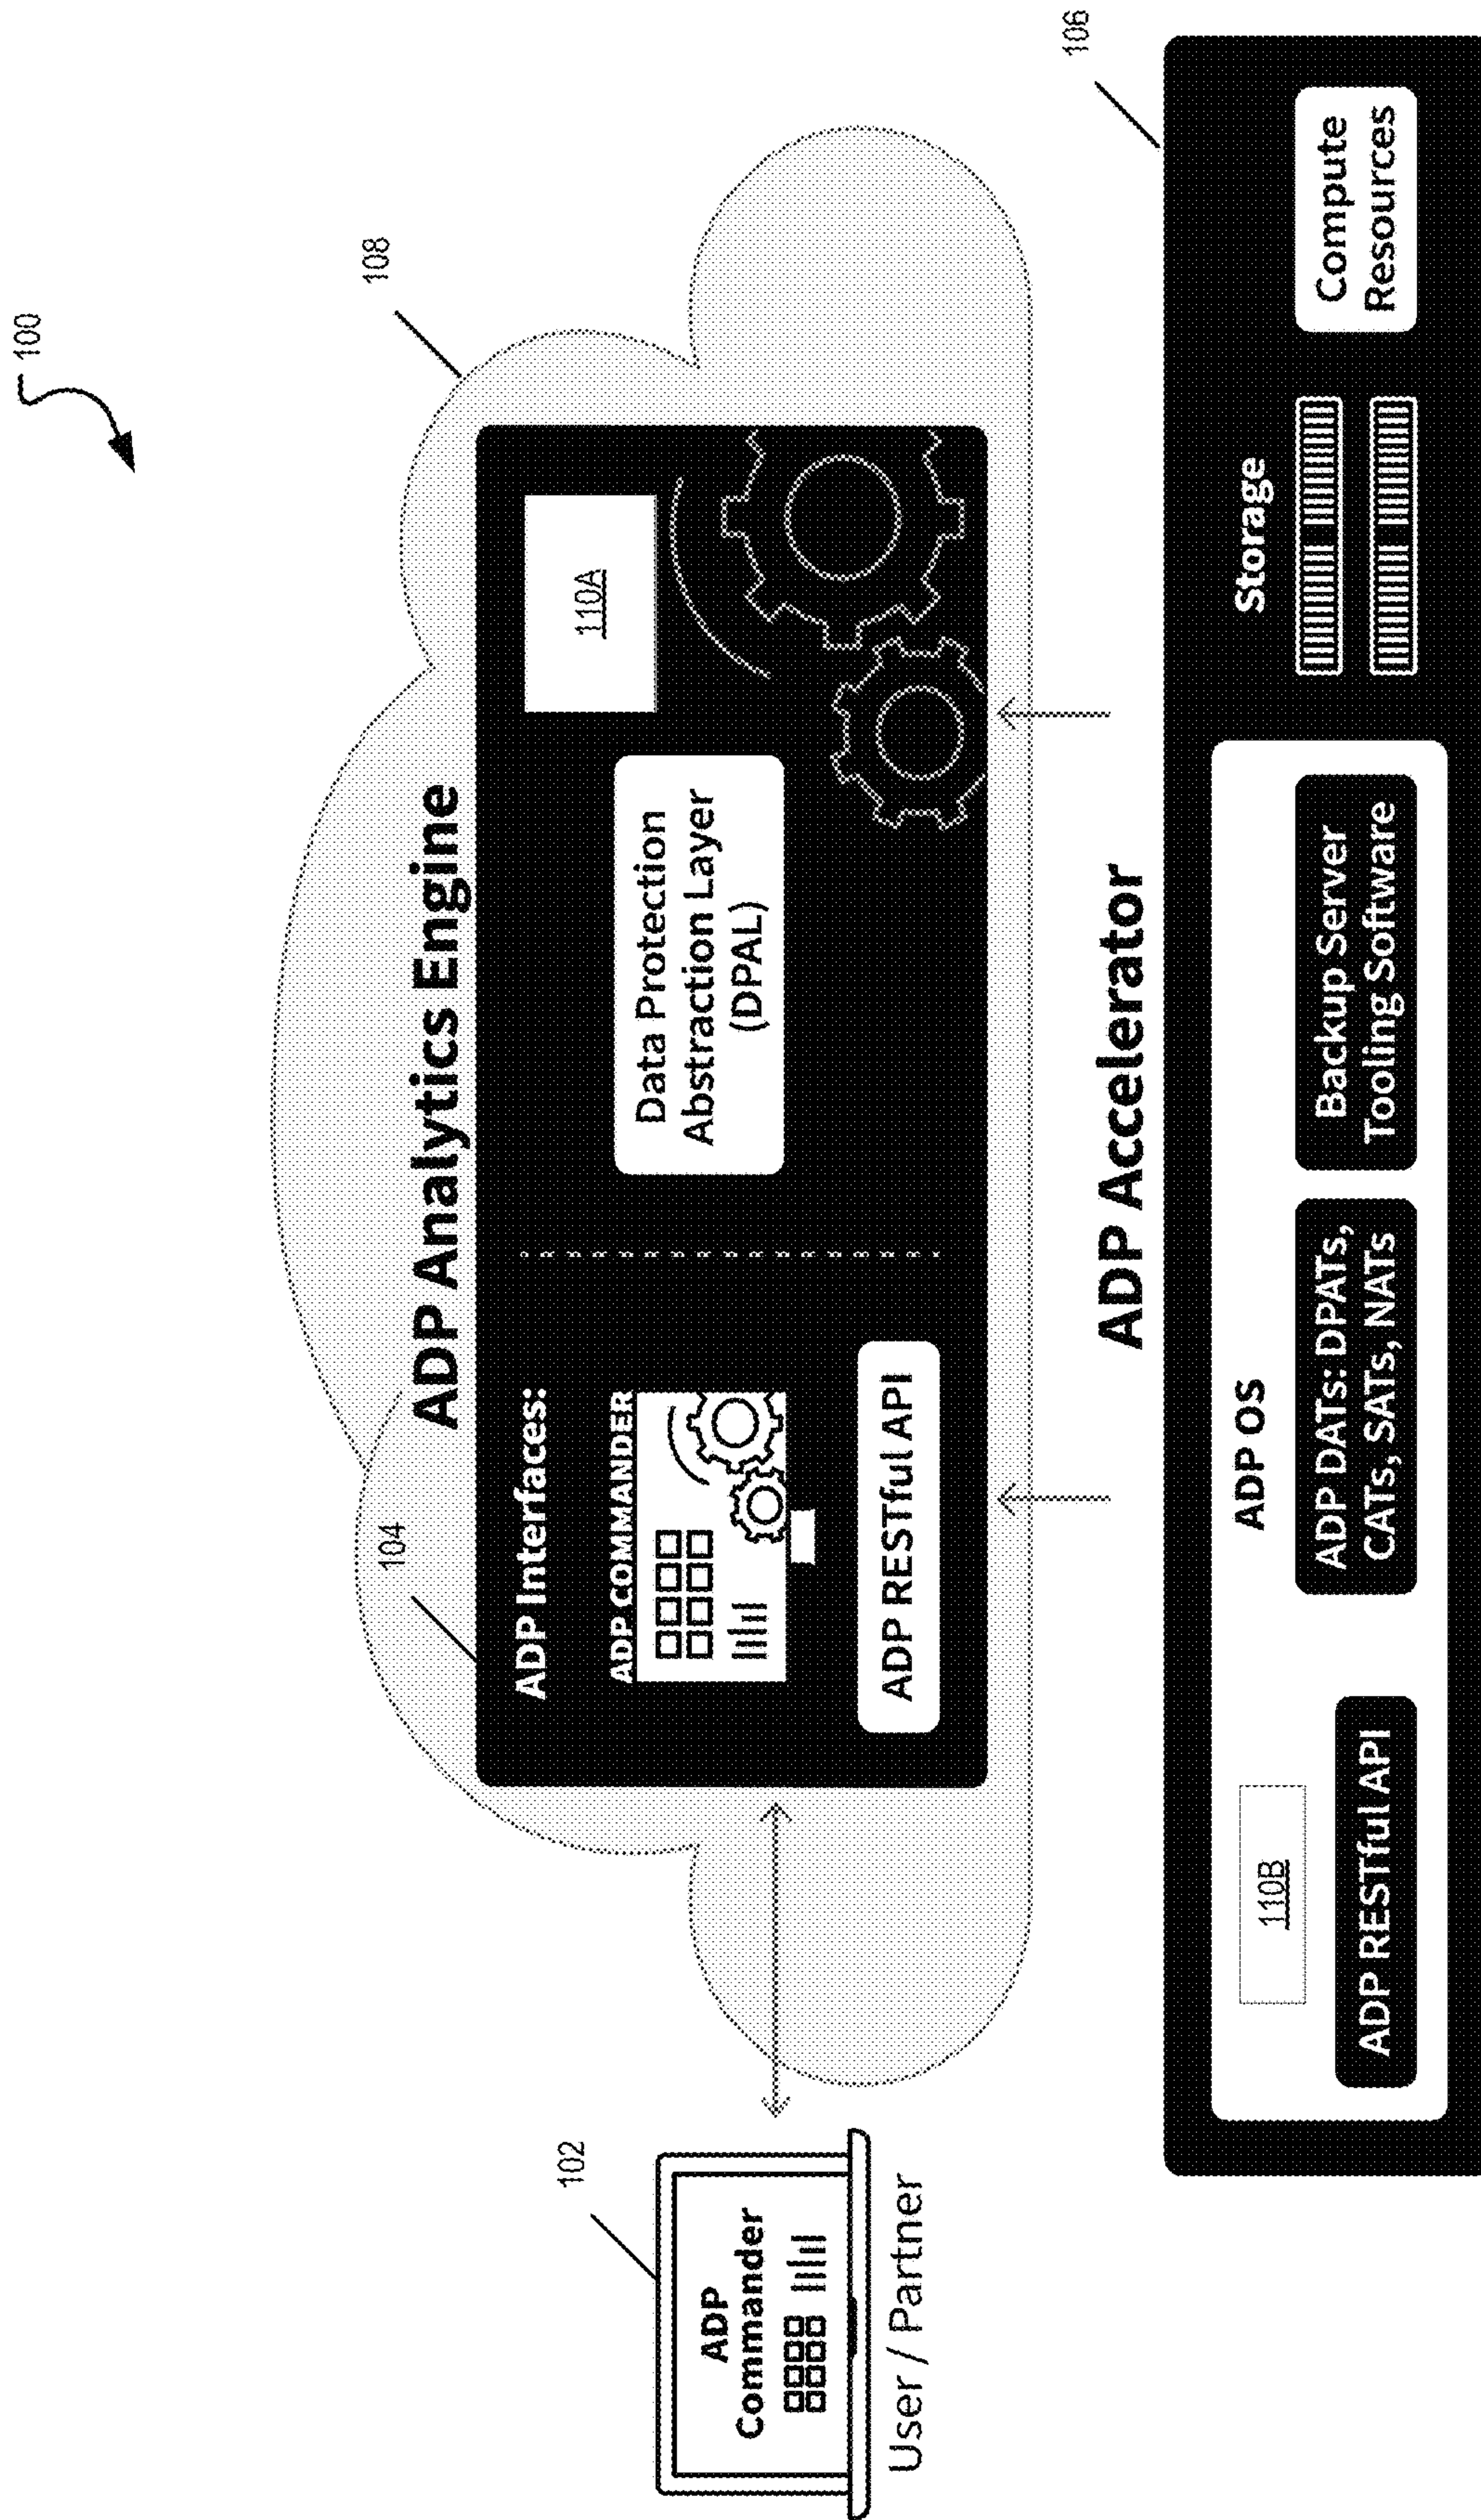 100
108
ADP Analytics Engine
104
ADP Interfaces:
ADP COMMANDER
ADP RESTful API
Data Protection
Abstraction Layer
(DPAL)
110A
102
ADP
Commander
User / Partner
ADP Accelerator
106
110B
ADP RESTful API
ADP OS
ADP DATs: DPATs,
CATs, SATs, NATs
Backup Server
Tooling Software
Storage
Compute
Resources